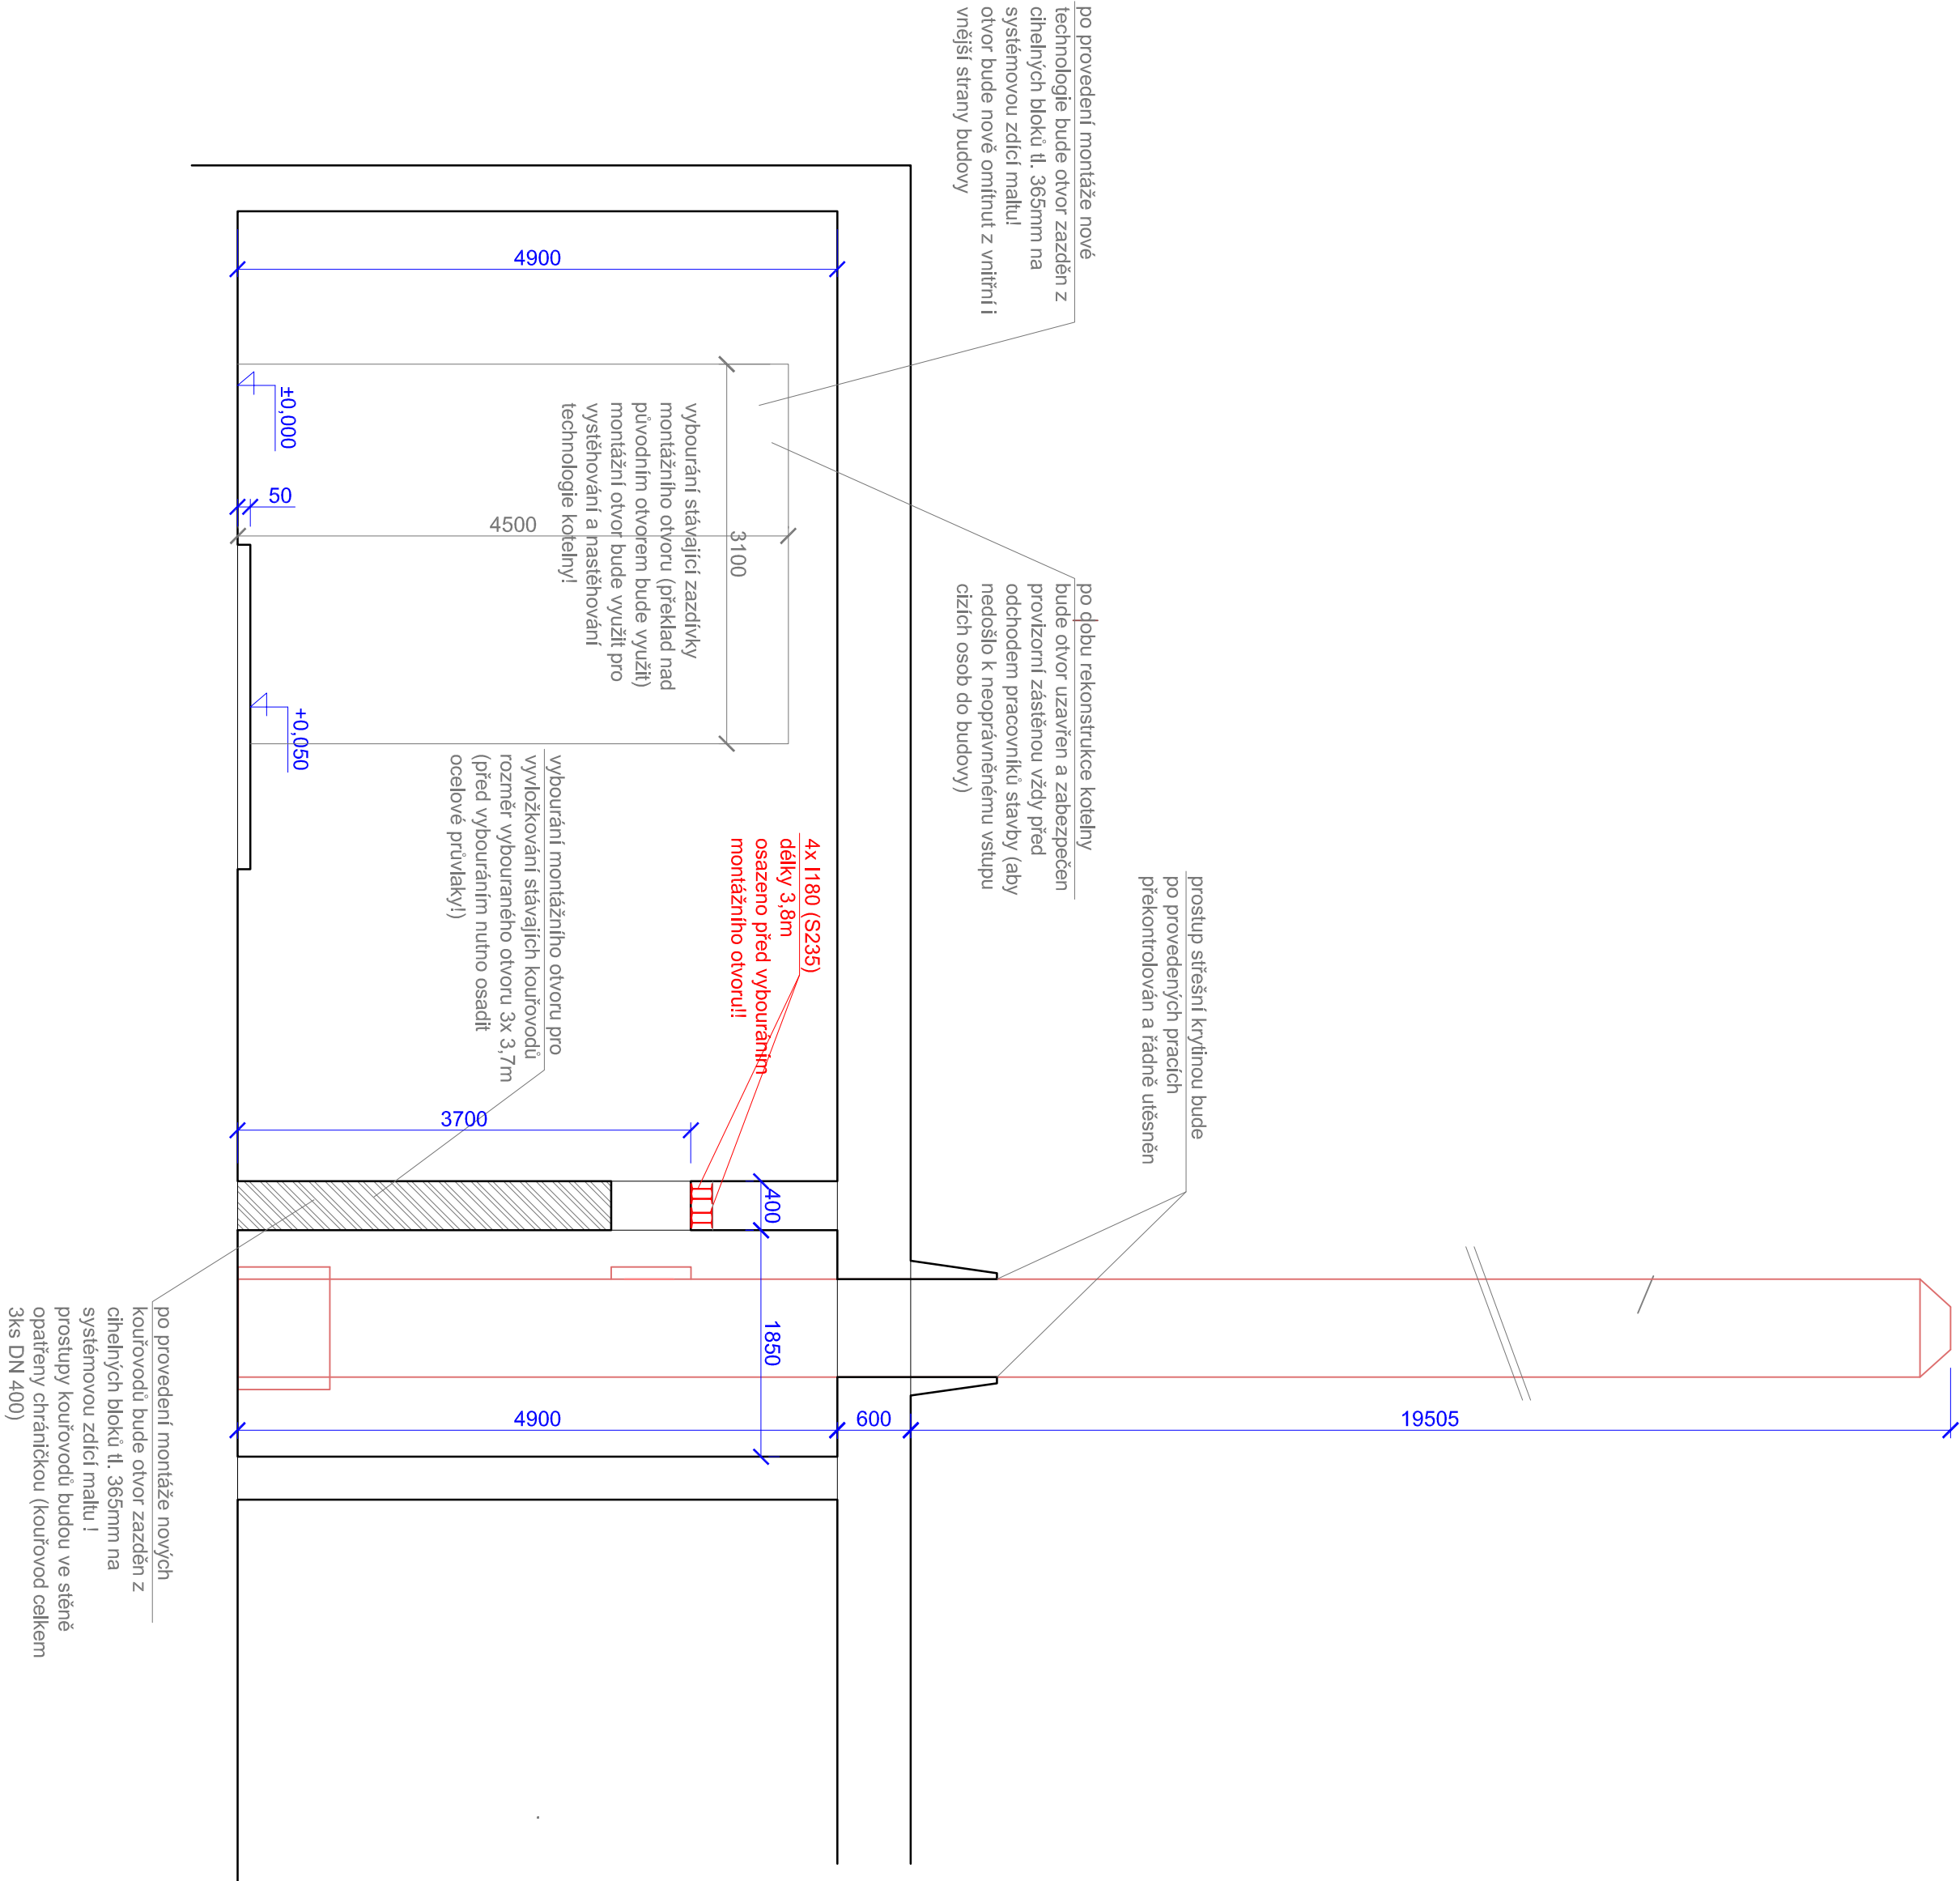 po provedení montáže nové
technologie bude otvor zazděn z
cihelných bloků tl. 365mm na
systémovou zdící maltu!
otvor bude nově omítnut z vnitřní i
vnější strany budovy
po dobu rekonstrukce kotelny
bude otvor uzavřen a zabezpečen
provizorní zástěnou vždy před
odchodem pracovníků stavby (aby
nedošlo k neoprávněnému vstupu
cizích osob do budovy)
prostup střešní krytinou bude
po provedených pracích
překontrolován a řádně utěsněn
19505
4900
4500
3100
vybourání stávající zazdívky
montážního otvoru (překlad nad
původním otvorem bude využit)
montážní otvor bude využit pro
vystěhování a nastěhování
technologie kotelny!
4x I180 (S235)
délky 3,8m
osazeno před vybouráním
montážního otvoru!!
vybourání montážního otvoru pro
vyvložkování stávajích kouřovodů
rozměr vybouraného otvoru 3x 3,7m
(před vybouráním nutno osadit
ocelové průvlaky!)
400
1850
600
4900
3700
±0,000
50
+0,050
po provedení montáže nových
kouřovodů bude otvor zazděn z
cihelných bloků tl. 365mm na
systémovou zdící maltu !
prostupy kouřovodů budou ve stěně
opatřeny chráničkou (kouřovod celkem
3ks DN 400)